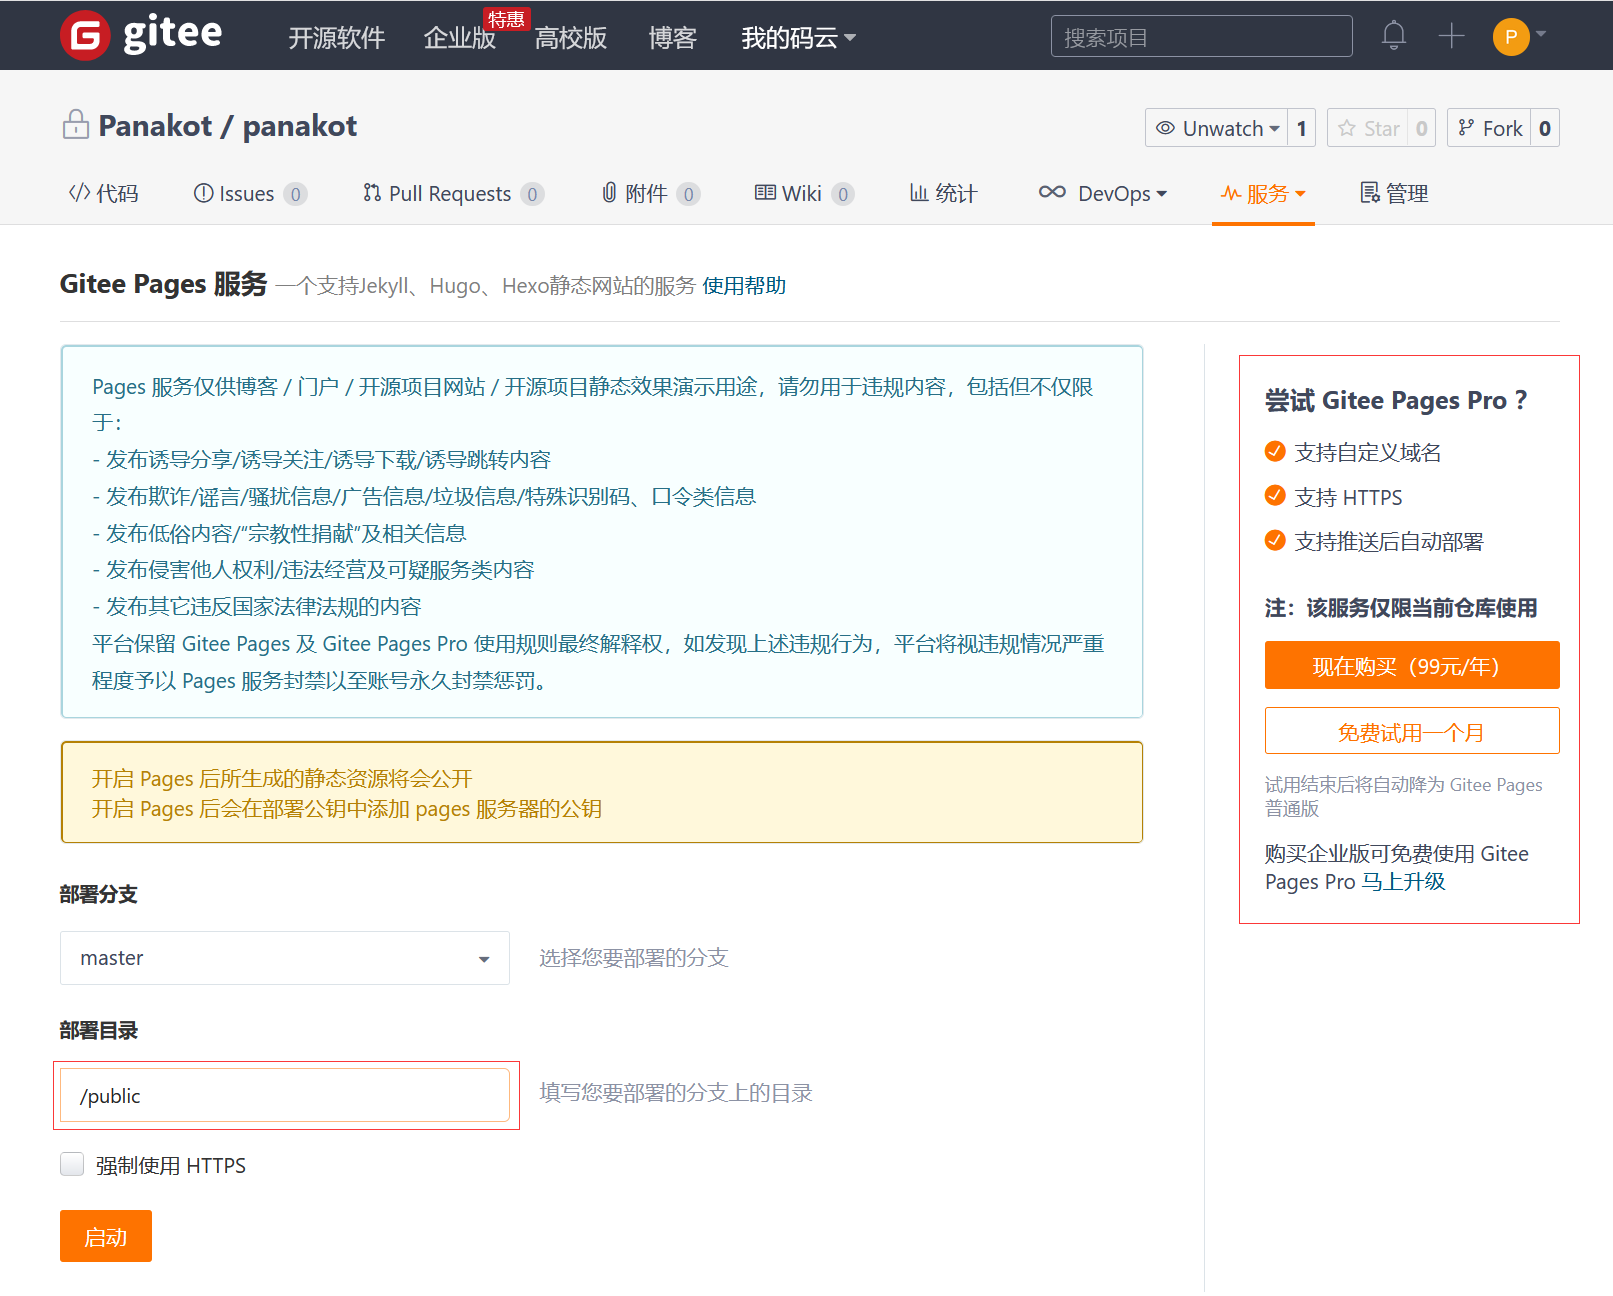 gitee 开源软件 企业版 特惠 高校版 博客 我的码云 搜索项目 P
Panakot / panakot Unwatch 1 Star 0 Fork 0
代码 Issues 0 Pull Requests 0 附件 0 Wiki 0 统计 DevOps 服务 管理
Gitee Pages 服务 一个支持Jekyll、Hugo、Hexo静态网站的服务 使用帮助
Pages 服务仅供博客 / 门户 / 开源项目网站 / 开源项目静态效果演示用途，请勿用于违规内容，包括但不仅限
于：
- 发布诱导分享/诱导关注/诱导下载/诱导跳转内容
- 发布欺诈/谣言/骚扰信息/广告信息/垃圾信息/特殊识别码、口令类信息
- 发布低俗内容/“宗教性捐献”及相关信息
- 发布侵害他人权利/违法经营及可疑服务类内容
- 发布其它违反国家法律法规的内容
平台保留 Gitee Pages 及 Gitee Pages Pro 使用规则最终解释权，如发现上述违规行为，平台将视违规情况严重
程度予以 Pages 服务封禁以至账号永久封禁惩罚。
开启 Pages 后所生成的静态资源将会公开
开启 Pages 后会在部署公钥中添加 pages 服务器的公钥
部署分支
master 选择您要部署的分支
部署目录
/public 填写您要部署的分支上的目录
强制使用 HTTPS
启动
尝试 Gitee Pages Pro ？
支持自定义域名
支持 HTTPS
支持推送后自动部署
注：该服务仅限当前仓库使用
现在购买（99元/年）
免费试用一个月
试用结束后将自动降为 Gitee Pages
普通版
购买企业版可免费使用 Gitee
Pages Pro 马上升级